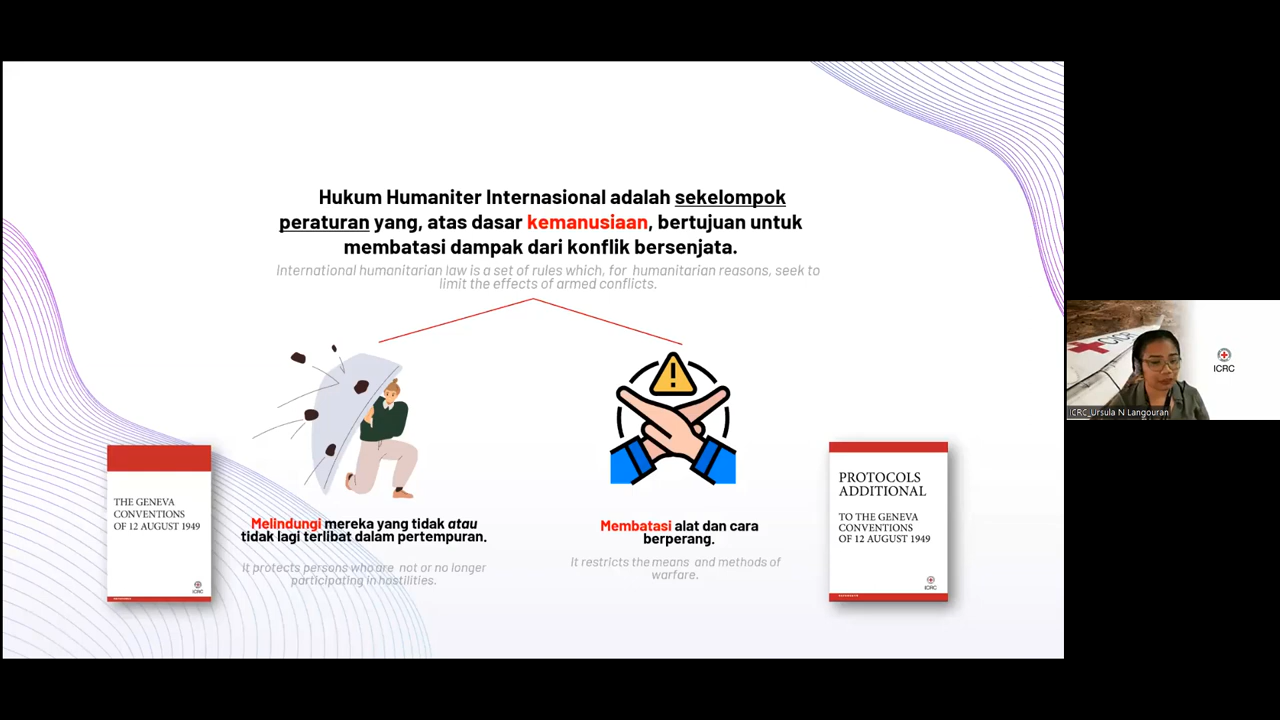 Hukum Humaniter Internasional adalah sekelompok
peraturan yang, atas dasar kemanusiaan, bertujuan untuk
membatasi dampak dari konflik bersenjata.
International humanitarian law is a set of rules which, for humanitarian reasons, seek to
limit the effects of armed conflicts.
THE GENEVA
CONVENTIONS
OF 12 AUGUST 1949
ICRC
Melindungi mereka yang tidak atau
tidak lagi terlibat dalam pertempuran.
It protects persons who are not or no longer
participating in hostilities.
Membatasi alat dan cara
berperang.
It restricts the means and methods of
warfare.
PROTOCOLS
ADDITIONAL
TO THE GENEVA
CONVENTIONS
OF 12 AUGUST 1949
ICRC
CICR
ICRC
ICRC_Ursula N Langouran